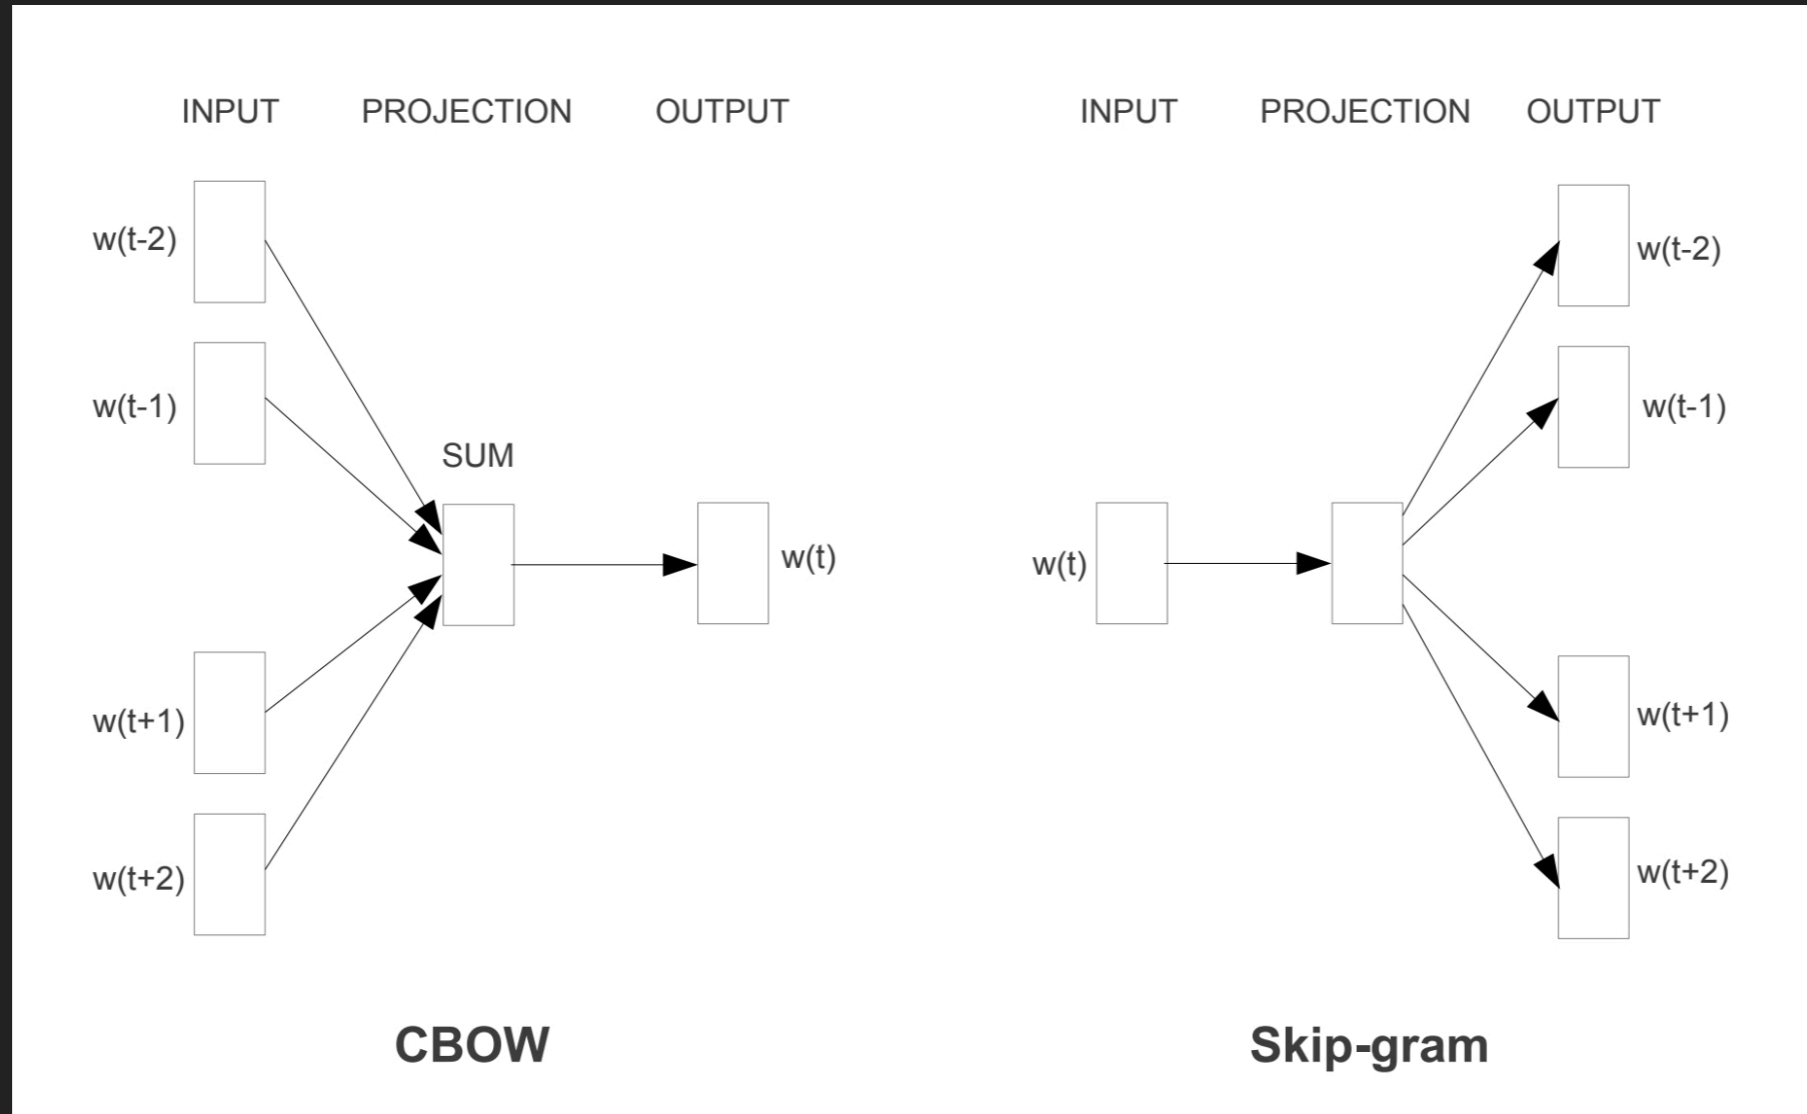 INPUT PROJECTION OUTPUT
w(t-2)
w(t-1)
SUM
w(t)
w(t+1)
w(t+2)
CBOW
INPUT PROJECTION OUTPUT
w(t-2)
w(t-1)
w(t)
w(t+1)
w(t+2)
Skip-gram